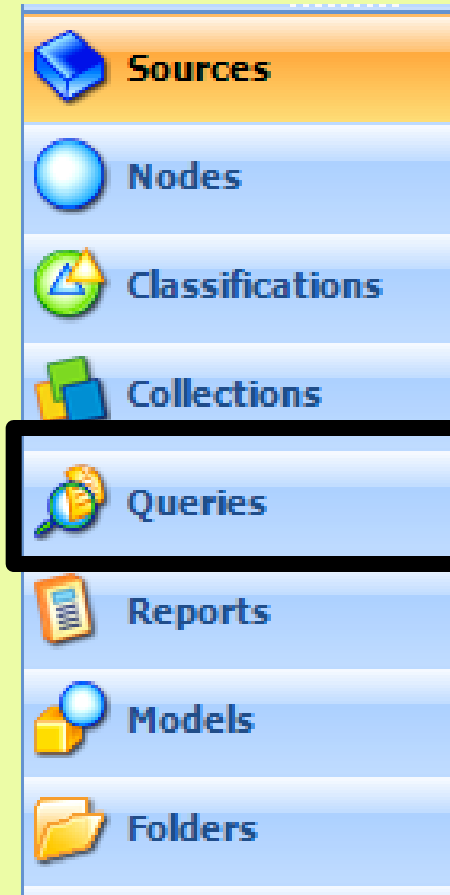 Sources
Nodes
Classifications
Collections
Queries
Reports
Models
Folders